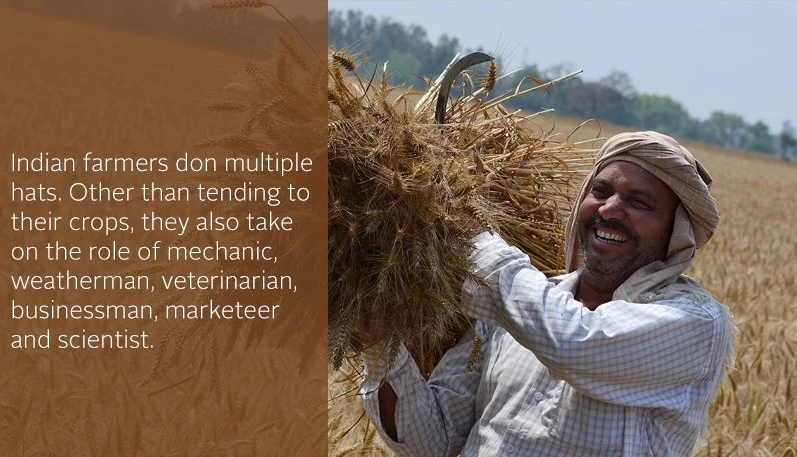 Indian farmers don multiple
hats. Other than tending to
their crops, they also take
on the role of mechanic,
weatherman, veterinarian,
businessman, marketeer
and scientist.